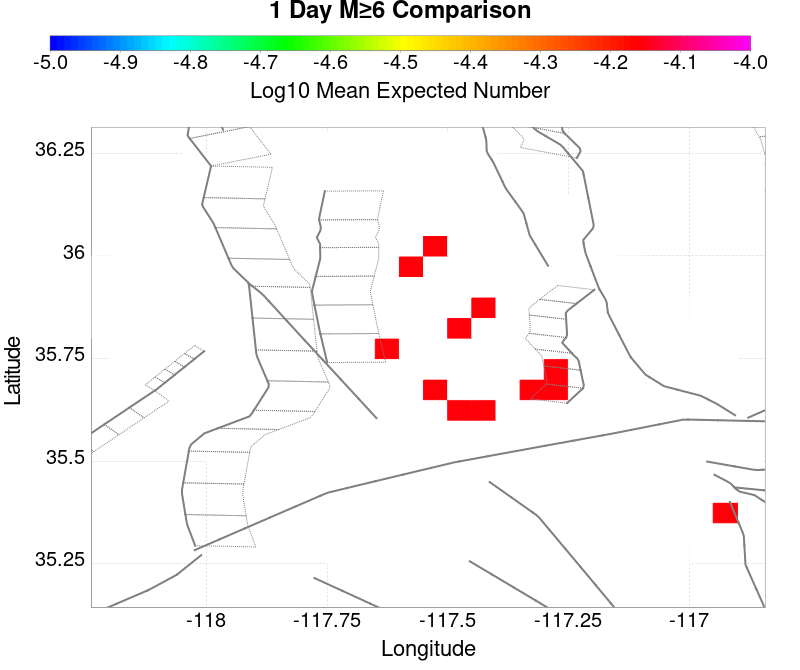 1 Day M≥6 Comparison
-5.0 -4.9 -4.8 -4.7 -4.6 -4.5 -4.4 -4.3 -4.2 -4.1 -4.0
Log10 Mean Expected Number
36.25
36
35.75
35.5
35.25
Latitude
-118 -117.75 -117.5 -117.25 -117
Longitude